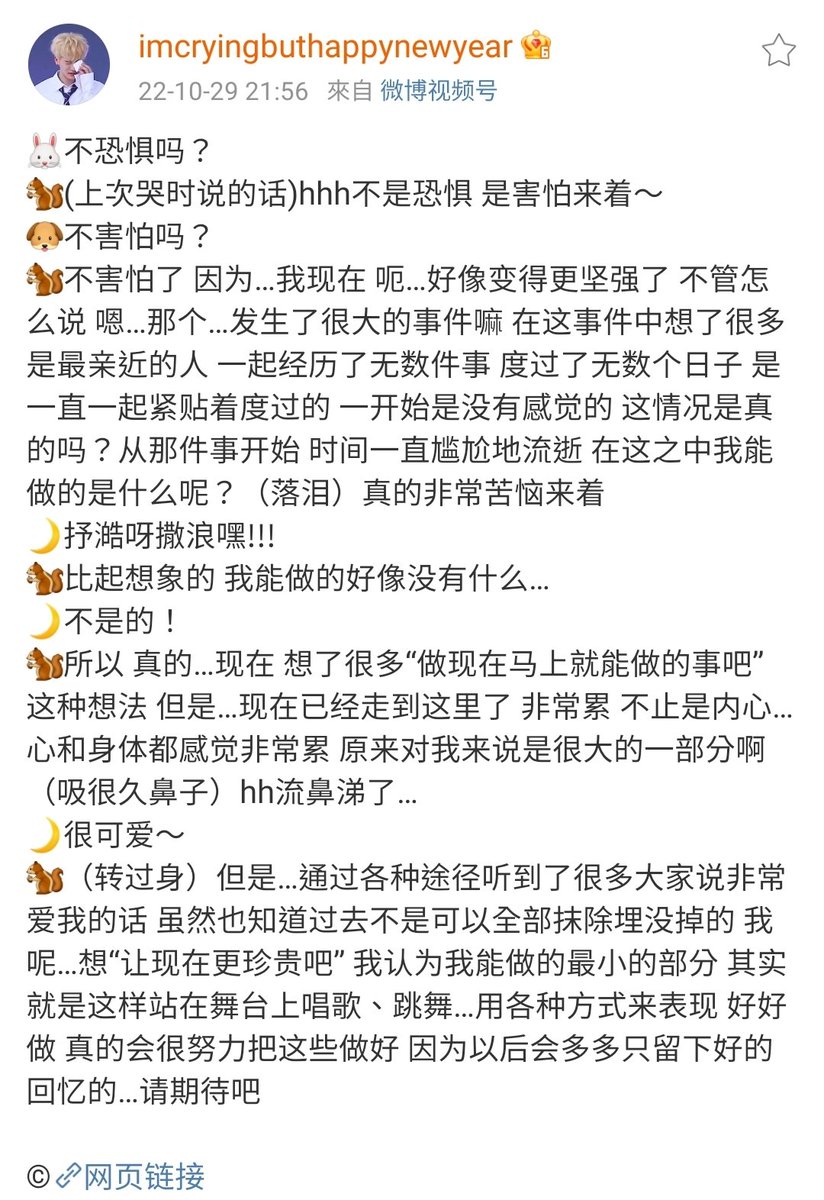 imcryingbuthappynewyear
22-10-29 21:56 來自 微博视频号
🐰不恐惧吗？
🐿(上次哭时说的话)hhh不是恐惧 是害怕来着～
🐶不害怕吗？
🐿不害怕了 因为...我现在 呃...好像变得更坚强了 不管怎
么说 嗯...那个...发生了很大的事件嘛 在这事件中想了很多
是最亲近的人 一起经历了无数件事 度过了无数个日子 是
一直一起紧贴着度过的 一开始是没有感觉的 这情况是真
的吗？从那件事开始 时间一直尴尬地流逝 在这之中我能
做的是什么呢？（落泪）真的非常苦恼来着
🌙抒澔呀撒浪嘿!!!
🐿比起想象的 我能做的好像没有什么...
🌙不是的！
🐿所以 真的...现在 想了很多“做现在马上就能做的事吧”
这种想法 但是...现在已经走到这里了 非常累 不止是内心...
心和身体都感觉非常累 原来对我来说是很大的一部分啊
（吸很久鼻子）hh流鼻涕了...
🌙很可爱～
🐿（转过身）但是...通过各种途径听到了很多大家说非常
爱我的话 虽然也知道过去不是可以全部抹除埋没掉的 我
呢...想“让现在更珍贵吧” 我认为我能做的最小的部分 其实
就是这样站在舞台上唱歌、跳舞...用各种方式来表现 好好
做 真的会很努力把这些做好 因为以后会多多只留下好的
回忆的...请期待吧
©🔗网页链接